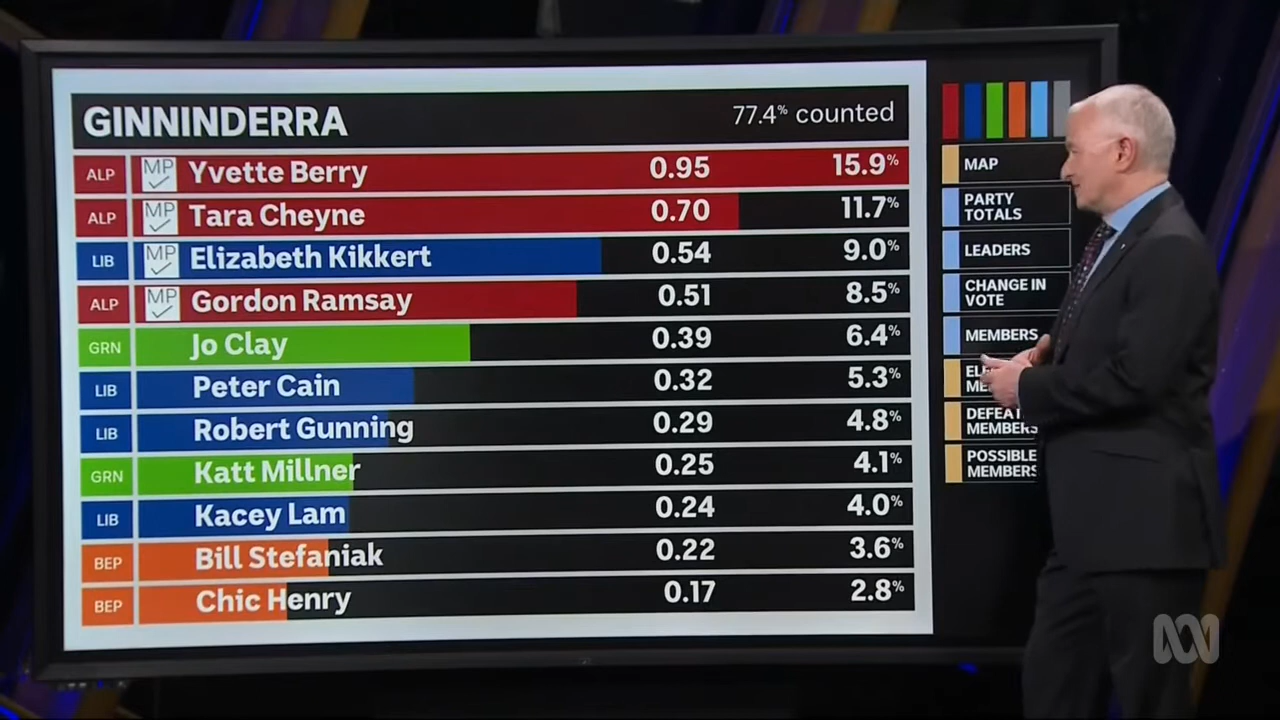 GINNINDERRA 77.4% counted
ALP MP Yvette Berry 0.95 15.9%
ALP MP Tara Cheyne 0.70 11.7%
LIB MP Elizabeth Kikkert 0.54 9.0%
ALP MP Gordon Ramsay 0.51 8.5%
GRN Jo Clay 0.39 6.4%
LIB Peter Cain 0.32 5.3%
LIB Robert Gunning 0.29 4.8%
GRN Katt Millner 0.25 4.1%
LIB Kacey Lam 0.24 4.0%
BEP Bill Stefaniak 0.22 3.6%
BEP Chic Henry 0.17 2.8%
MAP
PARTY
TOTALS
LEADERS
CHANGE IN
VOTE
MEMBERS
MEMBERS
POSSIBLE
MEMBERS